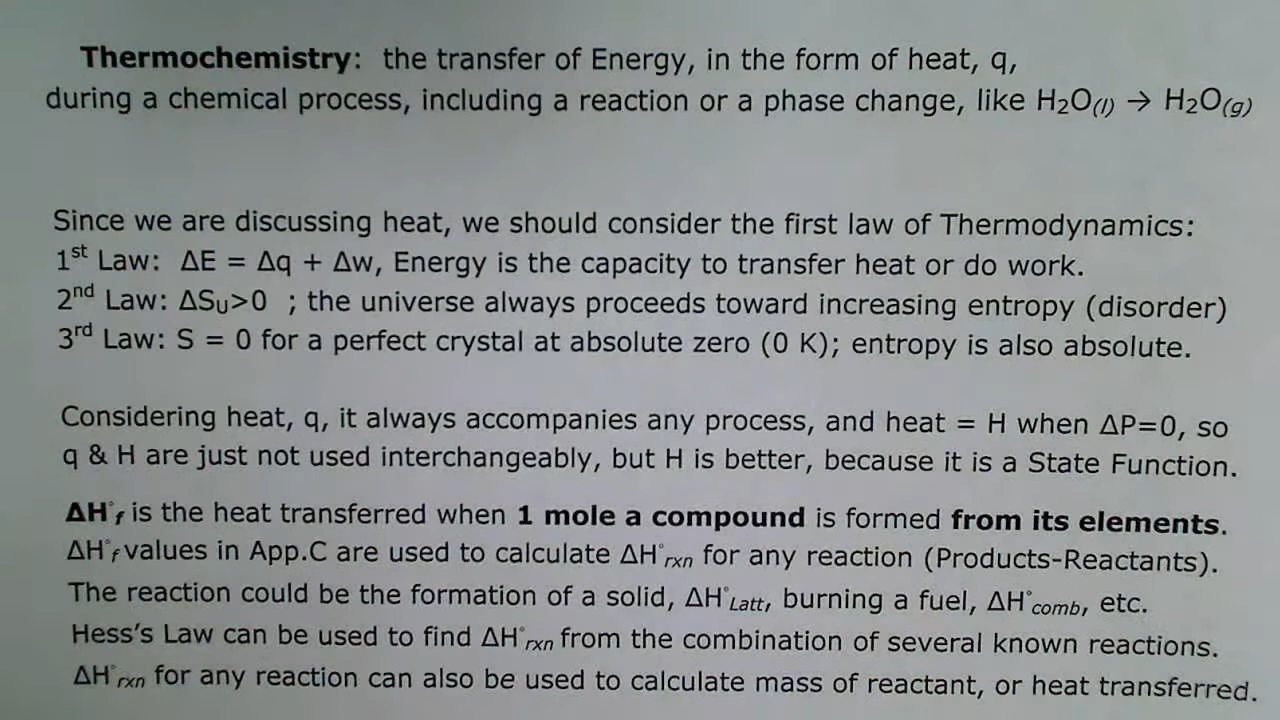 Thermochemistry: the transfer of Energy, in the form of heat, q,
during a chemical process, including a reaction or a phase change, like H₂O(l) → H₂O(g)
Since we are discussing heat, we should consider the first law of Thermodynamics:
1st Law: ΔE = Δq + Δw, Energy is the capacity to transfer heat or do work.
2nd Law: ΔSU>0 ; the universe always proceeds toward increasing entropy (disorder)
3rd Law: S = 0 for a perfect crystal at absolute zero (0 K); entropy is also absolute.
Considering heat, q, it always accompanies any process, and heat = H when ΔP=0, so
q & H are just not used interchangeably, but H is better, because it is a State Function.
ΔH°f is the heat transferred when 1 mole a compound is formed from its elements.
ΔH°f values in App.C are used to calculate ΔH°rxn for any reaction (Products-Reactants).
The reaction could be the formation of a solid, ΔH°Latt, burning a fuel, ΔH°comb, etc.
Hess's Law can be used to find ΔH°rxn from the combination of several known reactions.
ΔH°rxn for any reaction can also be used to calculate mass of reactant, or heat transferred.